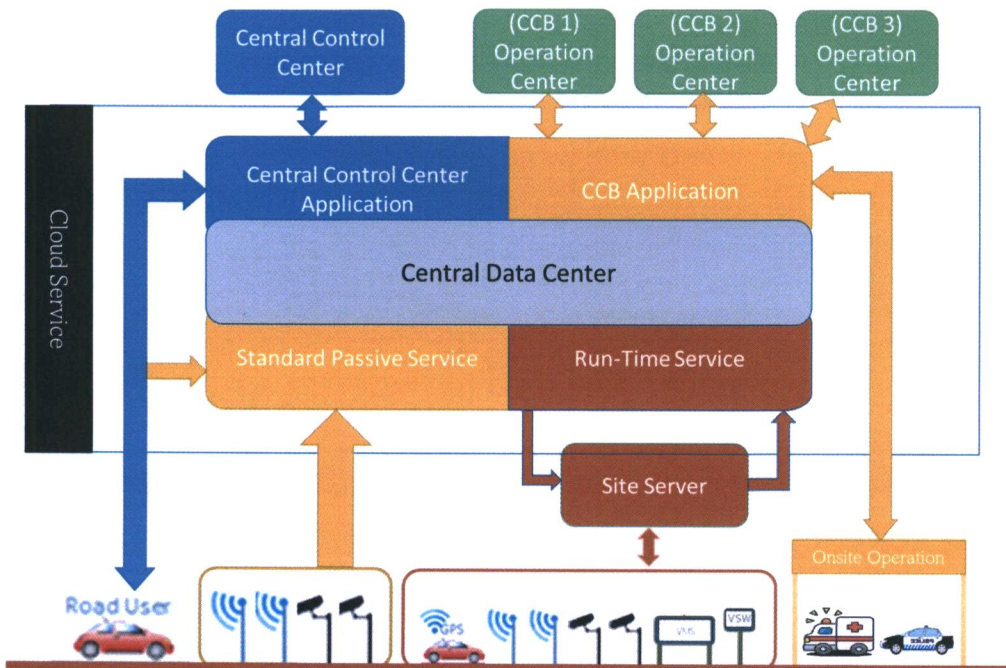 Central Control
Center
(CCB 1)
Operation
Center
(CCB 2)
Operation
Center
(CCB 3)
Operation
Center
Cloud Service
Central Control Center
Application
CCB Application
Central Data Center
Standard Passive Service
Run-Time Service
Site Server
Onsite Operation
Road User
GPS
VMS
VSW
POLICE